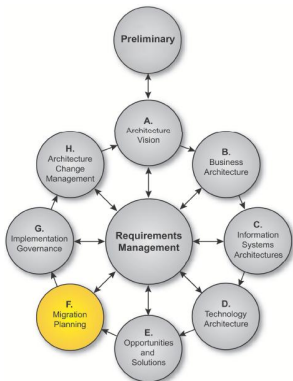 Preliminary
A.
Architecture
Vision
B.
Business
Architecture
C.
Information
Systems
Architectures
D.
Technology
Architecture
E.
Opportunities
and
Solutions
F.
Migration
Planning
G.
Implementation
Governance
H.
Architecture
Change
Management
Requirements
Management